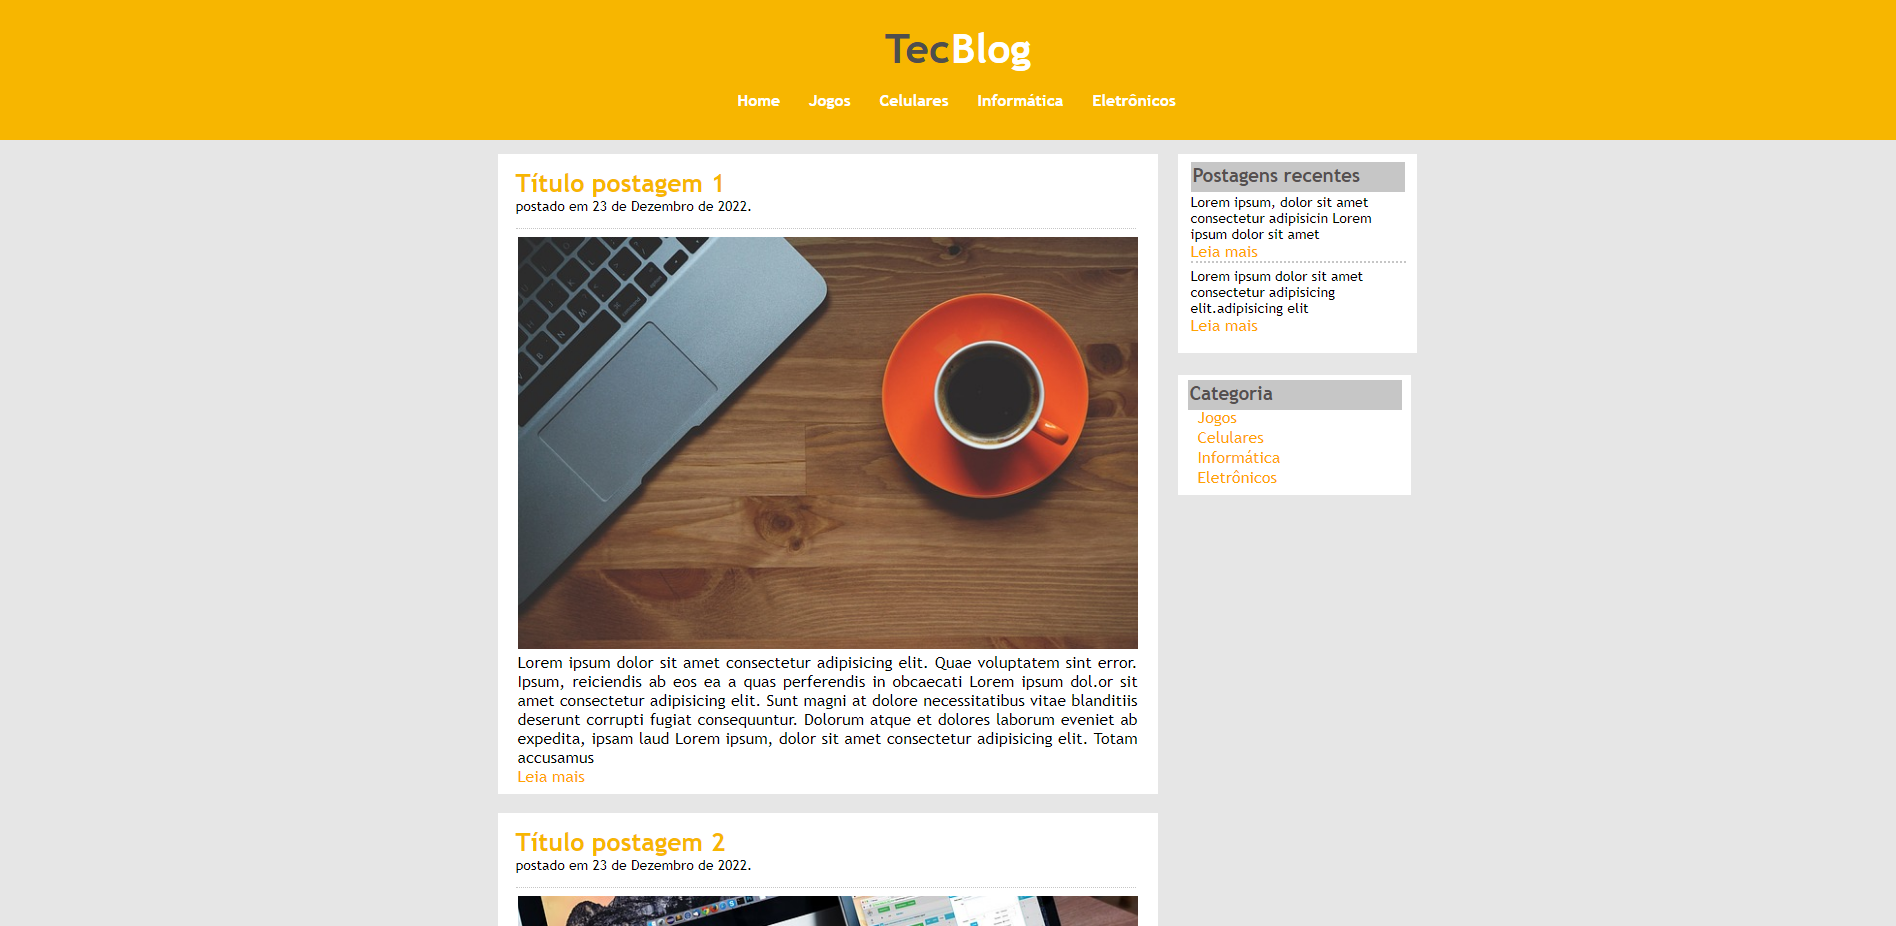 TecBlog
Home Jogos Celulares Informática Eletrônicos
Título postagem 1
postado em 23 de Dezembro de 2022.
Lorem ipsum dolor sit amet consectetur adipisicing elit. Quae voluptatem sint error.
Ipsum, reiciendis ab eos ea a quas perferendis in obcaecati Lorem ipsum dol.or sit
amet consectetur adipisicing elit. Sunt magni at dolore necessitatibus vitae blanditiis
deserunt corrupti fugiat consequuntur. Dolorum atque et dolores laborum eveniet ab
expedita, ipsam laud Lorem ipsum, dolor sit amet consectetur adipisicing elit. Totam
accusamus
Leia mais
Título postagem 2
postado em 23 de Dezembro de 2022.
Postagens recentes
Lorem ipsum, dolor sit amet
consectetur adipisicin Lorem
ipsum dolor sit amet
Leia mais
Lorem ipsum dolor sit amet
consectetur adipisicing
elit.adipisicing elit
Leia mais
Categoria
Jogos
Celulares
Informática
Eletrônicos